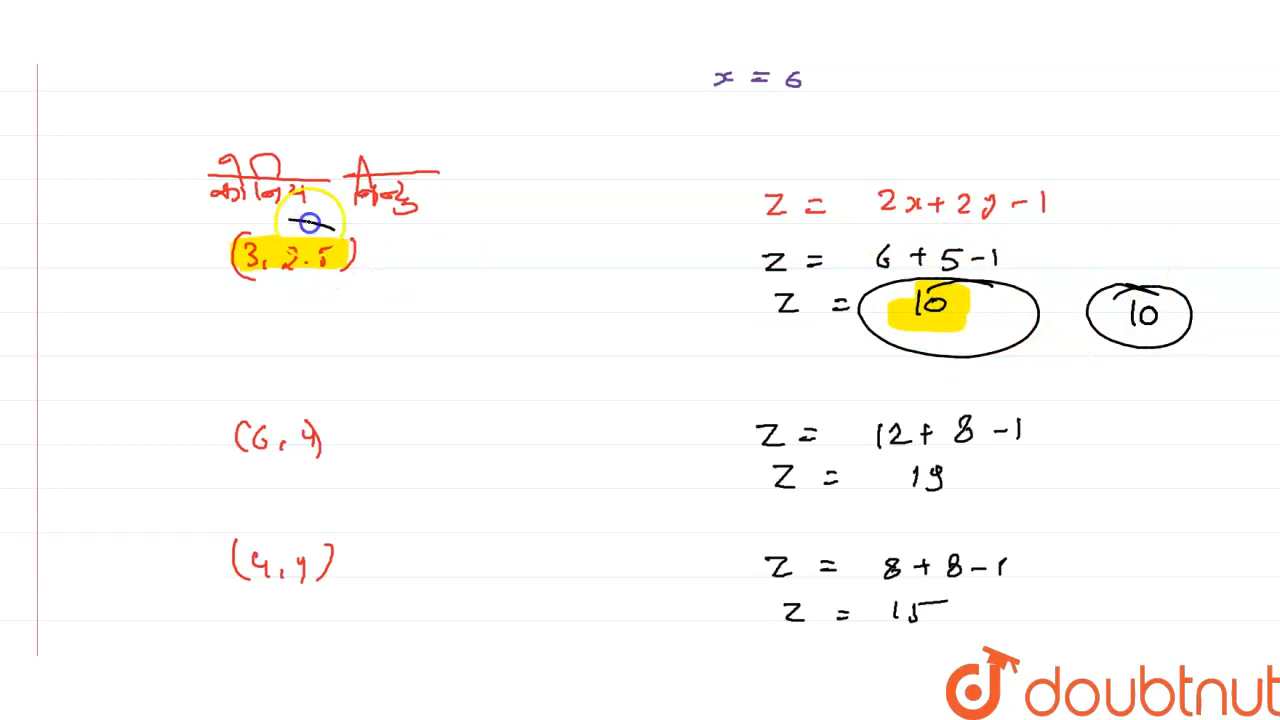 x = 6
Z = 2x + 2y - 1
(3, 2.5)
Z = 6 + 5 - 1
Z = 10
10
(6, 4)
Z = 12 + 8 - 1
Z = 19
(4, 4)
Z = 8 + 8 - 1
Z = 15
doubtnut